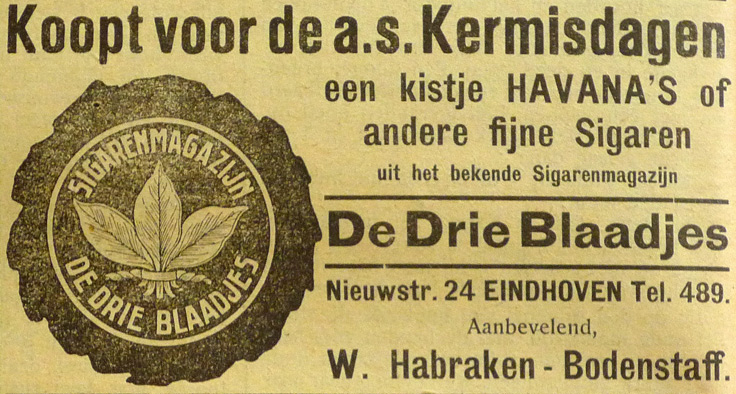 Koopt voor de a.s. Kermisdagen
een kistje HAVANA'S of
andere fijne Sigaren
uit het bekende Sigarenmagazijn
De Drie Blaadjes
Nieuwstr. 24 EINDHOVEN Tel. 489.
Aanbevelend,
W. Habraken - Bodenstaff.
SIGARENMAGAZIJN
DE DRIE BLAADJES